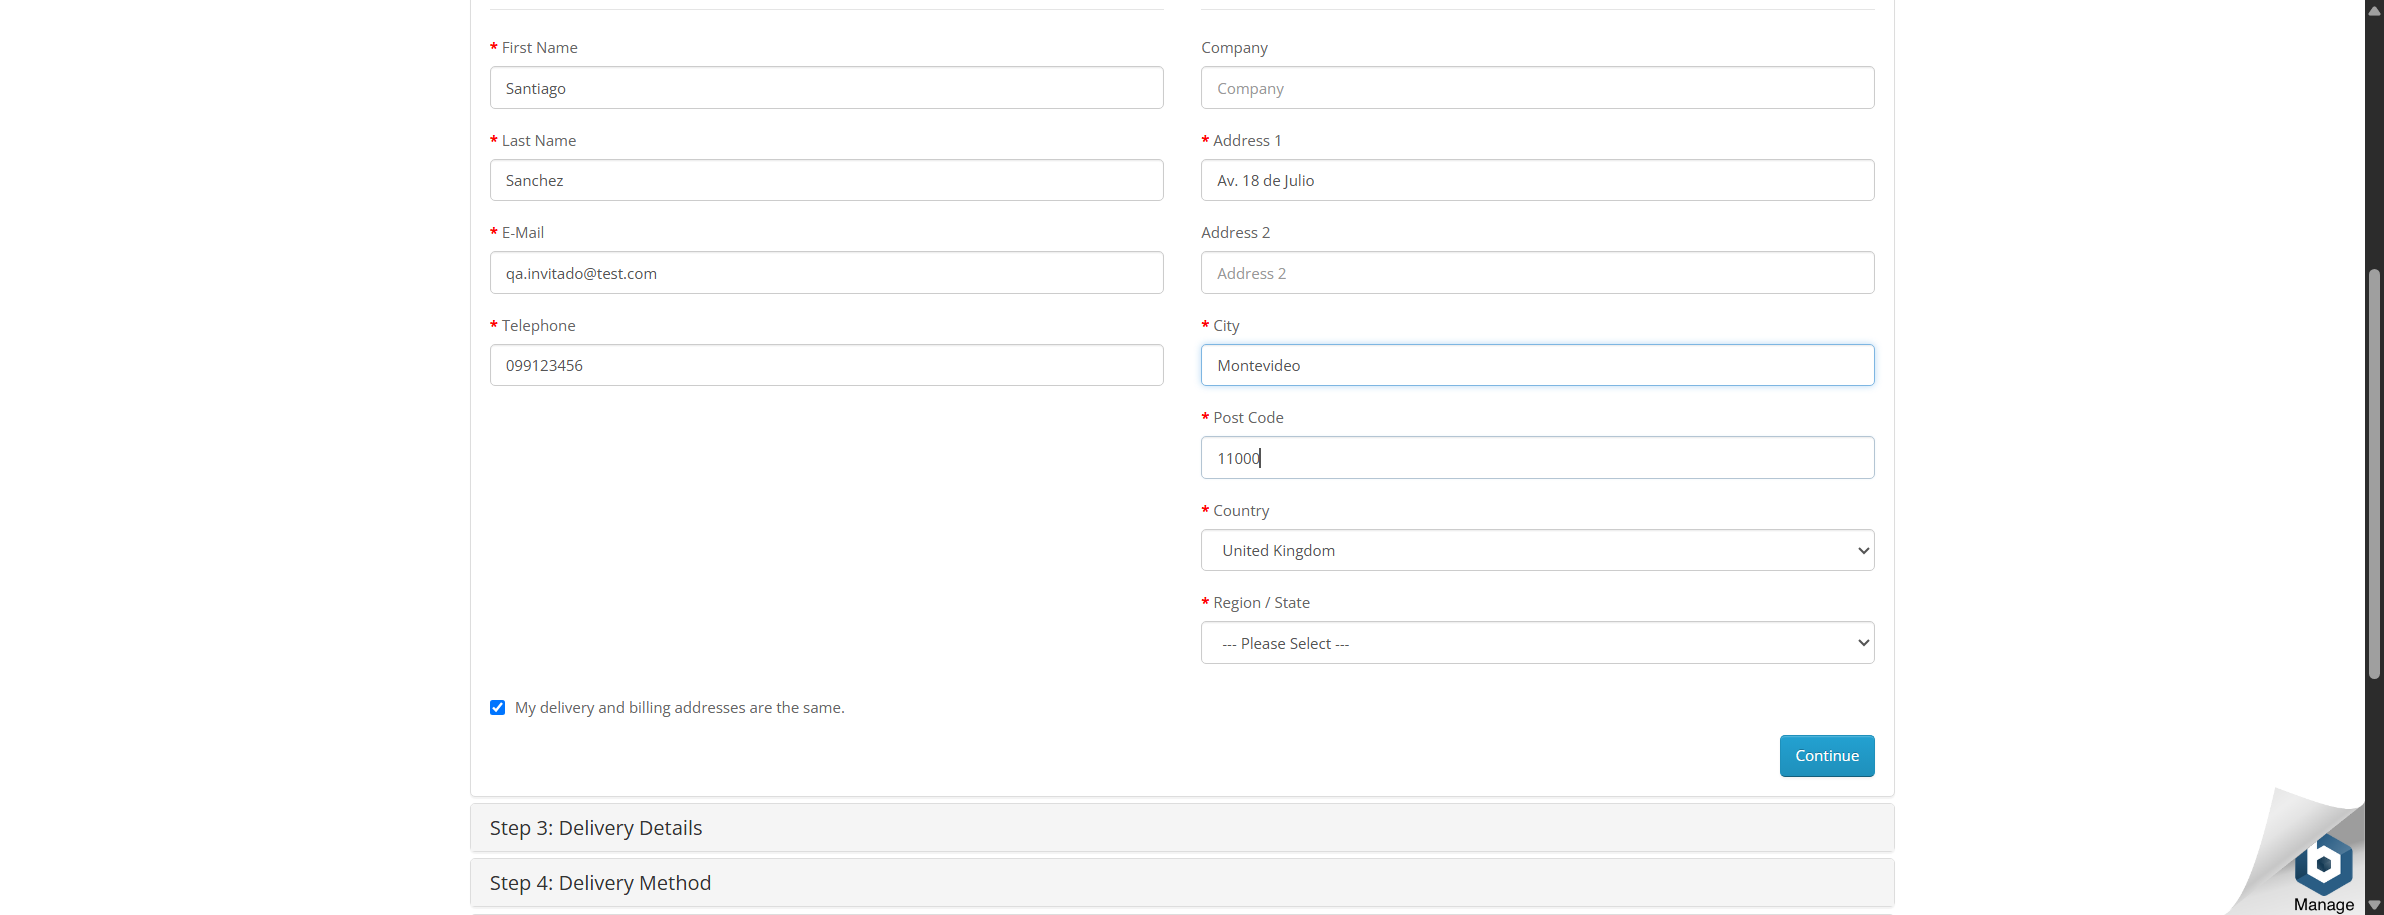 * First Name
Santiago
* Last Name
Sanchez
* E-Mail
qa.invitado@test.com
* Telephone
099123456
Company
Company
* Address 1
Av. 18 de Julio
Address 2
Address 2
* City
Montevideo
* Post Code
11000
* Country
United Kingdom
* Region / State
--- Please Select ---
My delivery and billing addresses are the same.
Continue
Step 3: Delivery Details
Step 4: Delivery Method
Manage